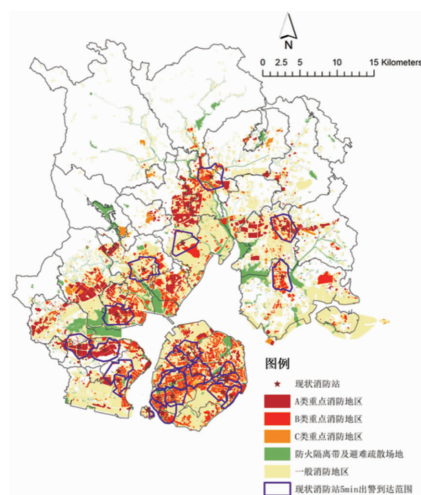 N
0 2.5 5 10 15 Kilometers
图例
现状消防站
A类重点消防地区
B类重点消防地区
C类重点消防地区
防火隔离带及避难疏散场地
一般消防地区
现状消防站5min出警到达范围